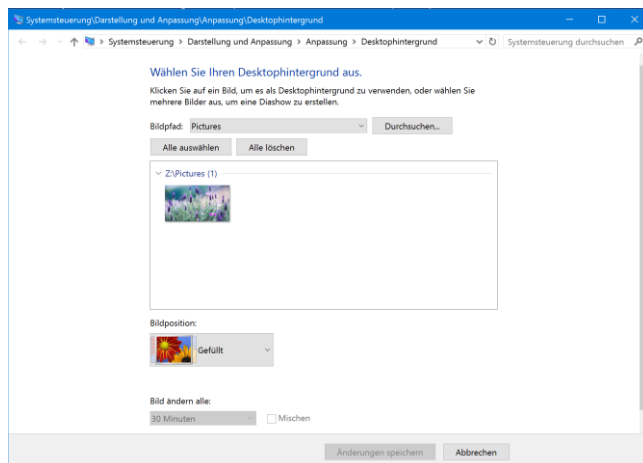 Systemsteuerung\Darstellung und Anpassung\Anpassung\Desktophintergrund
Systemsteuerung > Darstellung und Anpassung > Anpassung > Desktophintergrund
Systemsteuerung durchsuchen
Wählen Sie Ihren Desktophintergrund aus.
Klicken Sie auf ein Bild, um es als Desktophintergrund zu verwenden, oder wählen Sie
mehrere Bilder aus, um eine Diashow zu erstellen.
Bildpfad: Pictures Durchsuchen...
Alle auswählen Alle löschen
Z:\Pictures (1)
Bildposition:
Gefüllt
Bild ändern alle:
30 Minuten Mischen
Änderungen speichern Abbrechen